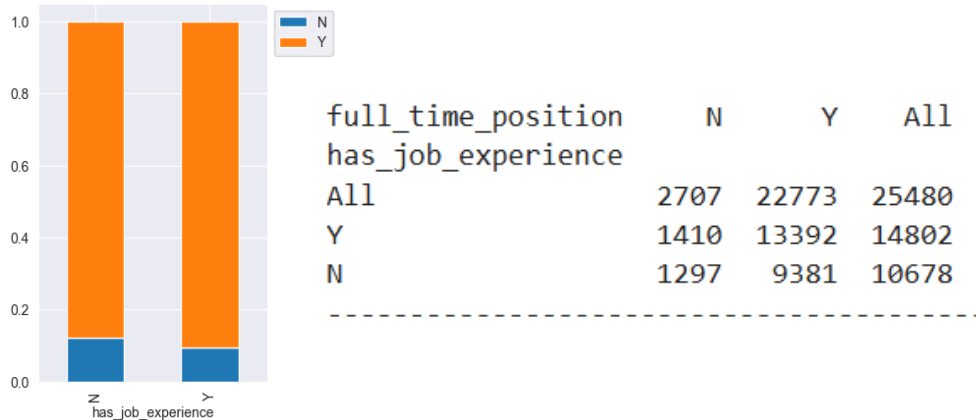 1.0
0.8
0.6
0.4
0.2
0.0
N
Y
has_job_experience
N
Y
full_time_position N Y All
has_job_experience
All 2707 22773 25480
Y 1410 13392 14802
N 1297 9381 10678
-----------------------------------------